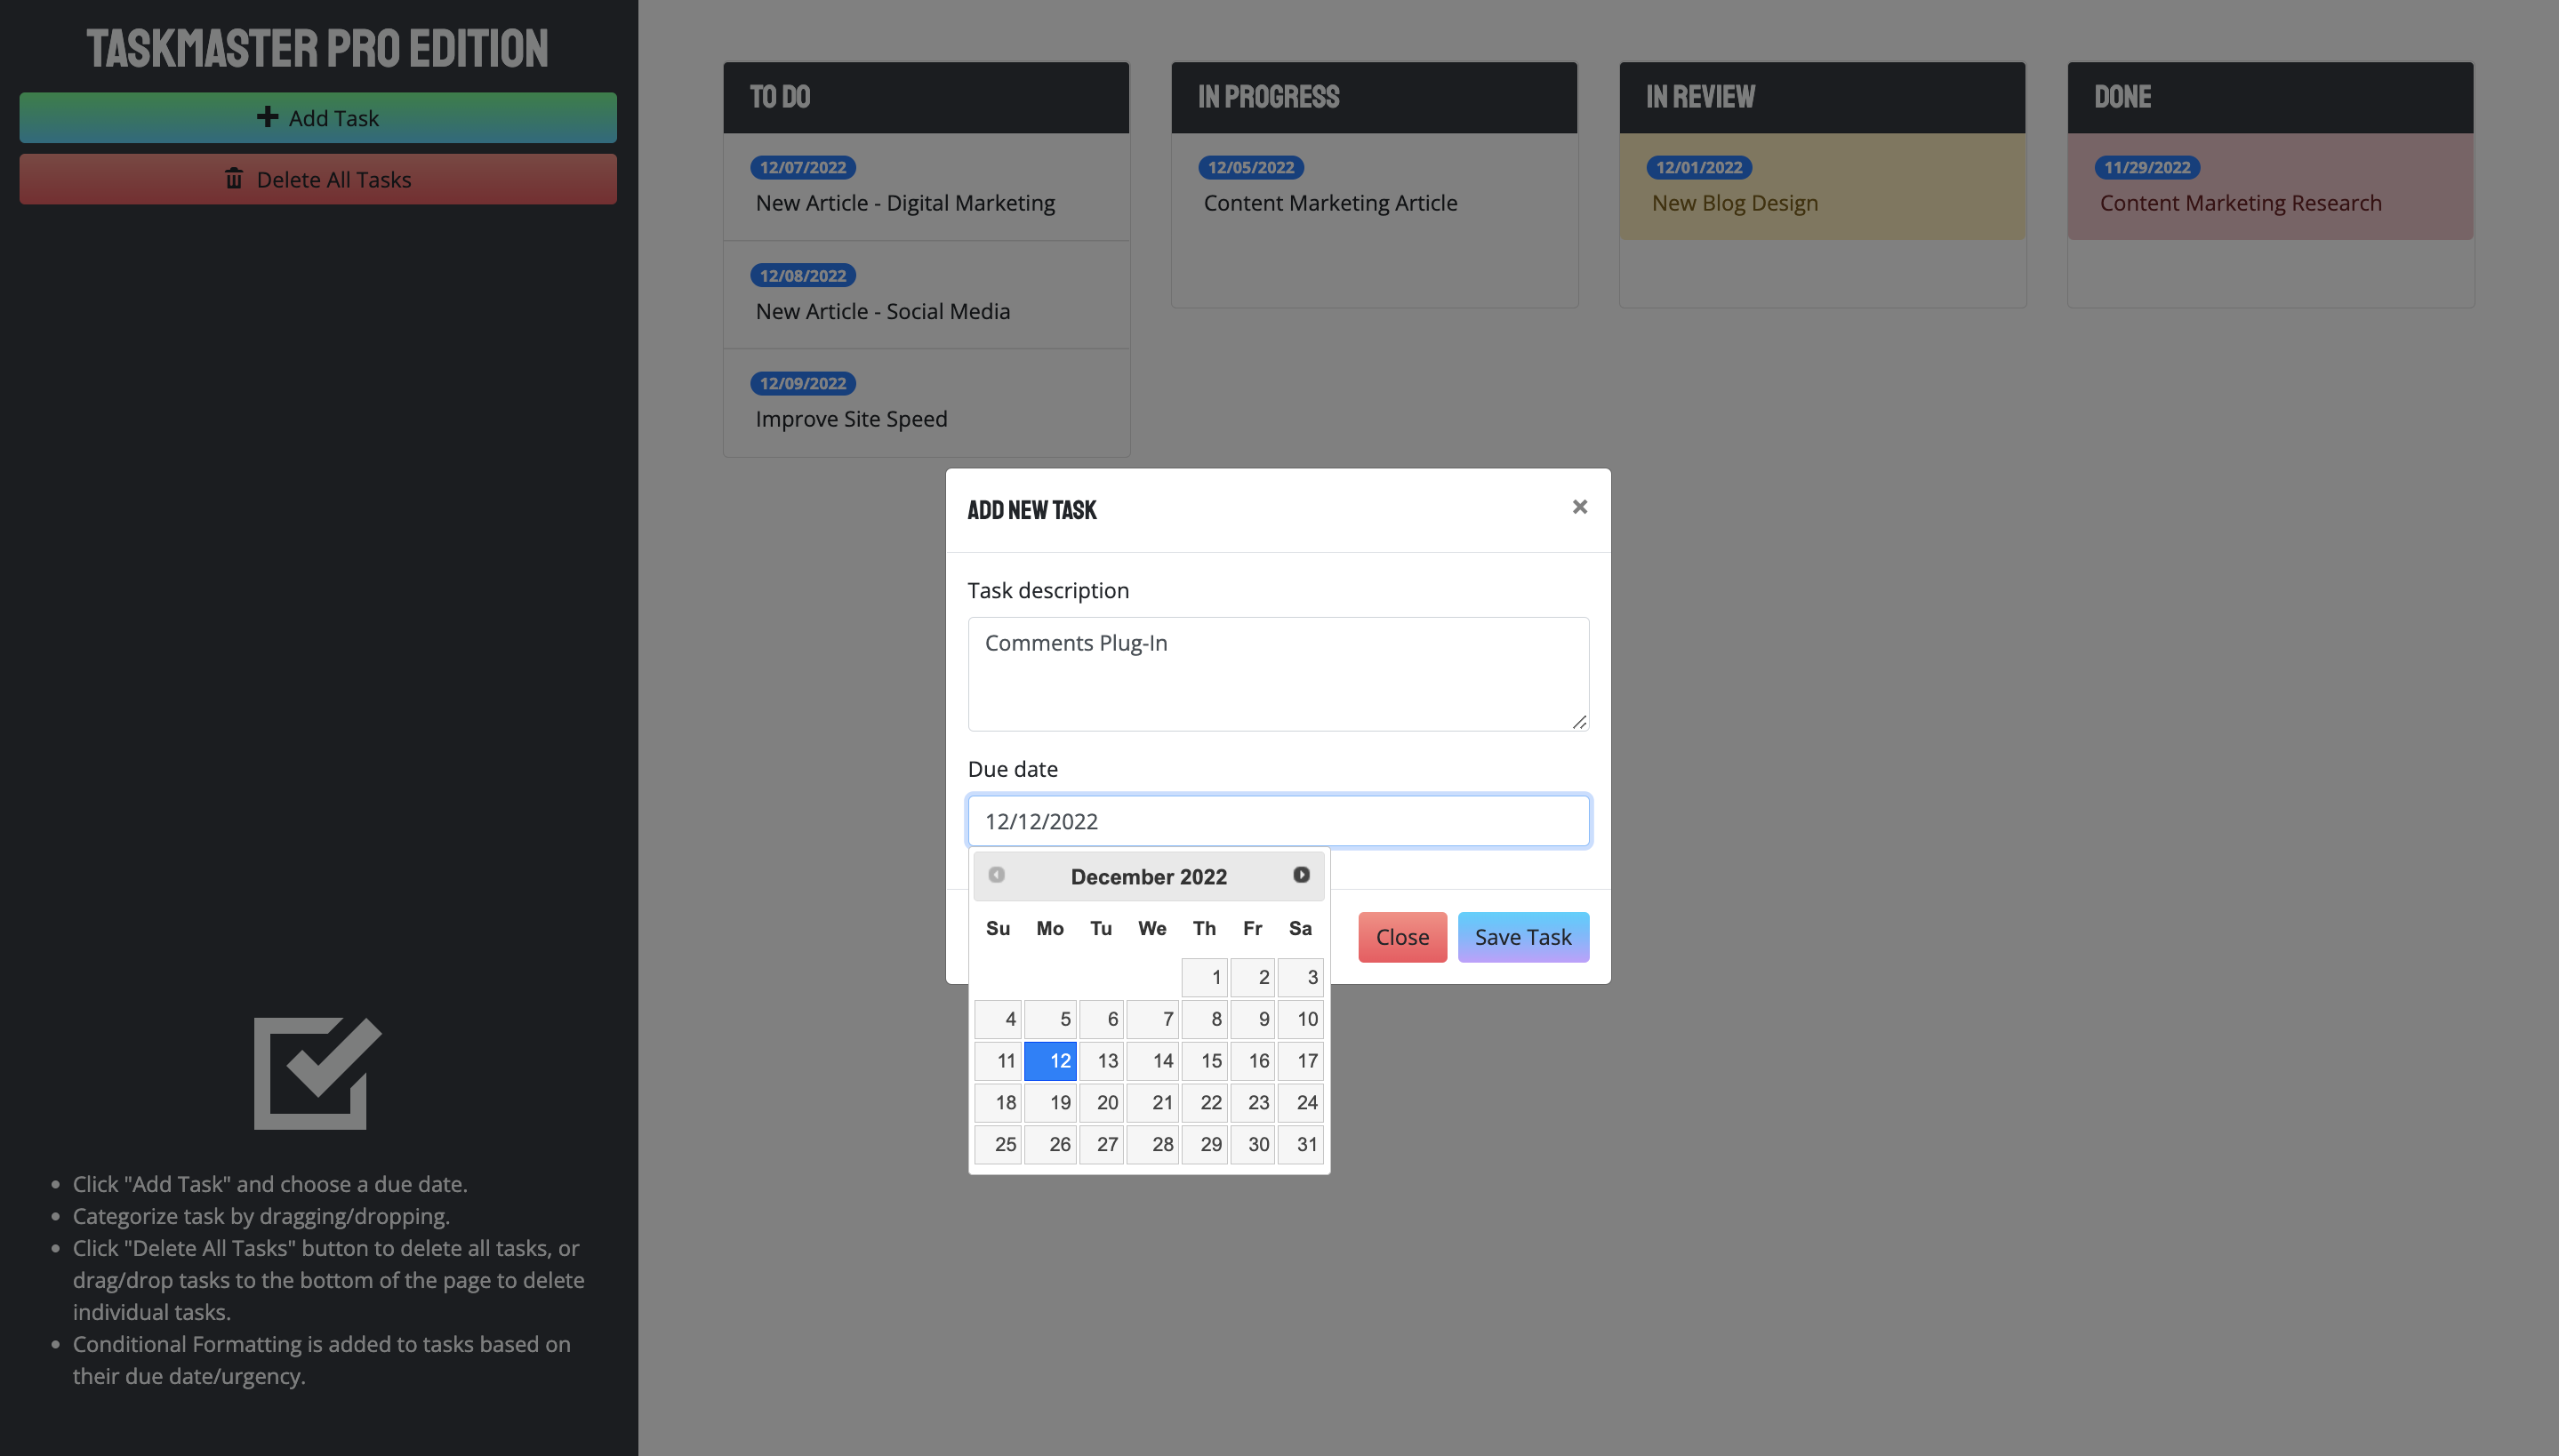 TASKMASTER PRO EDITION
Add Task
Delete All Tasks
Click "Add Task" and choose a due date.
Categorize task by dragging/dropping.
Click "Delete All Tasks" button to delete all tasks, or
drag/drop tasks to the bottom of the page to delete
individual tasks.
Conditional Formatting is added to tasks based on
their due date/urgency.
TO DO
12/07/2022
New Article - Digital Marketing
12/08/2022
New Article - Social Media
12/09/2022
Improve Site Speed
IN PROGRESS
12/05/2022
Content Marketing Article
IN REVIEW
12/01/2022
New Blog Design
DONE
11/29/2022
Content Marketing Research
ADD NEW TASK
×
Task description
Comments Plug-In
Due date
12/12/2022
December 2022
Su Mo Tu We Th Fr Sa
1 2 3
4 5 6 7 8 9 10
11 12 13 14 15 16 17
18 19 20 21 22 23 24
25 26 27 28 29 30 31
Close
Save Task